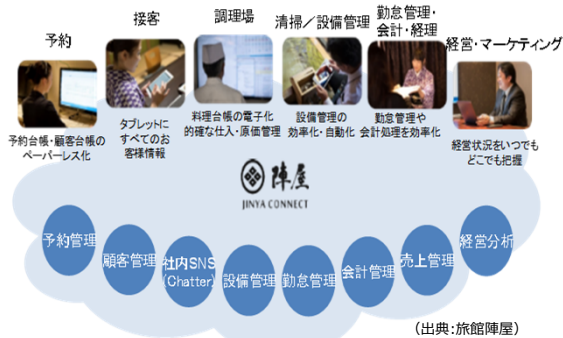 予約
接客
調理場
清掃／設備管理
勤怠管理・
会計・経理
経営・マーケティング
予約台帳・顧客台帳の
ペーパーレス化
タブレットに
すべてのお
客様情報
料理台帳の電子化
的確な仕入・原価管理
設備管理の
効率化・自動化
勤怠管理や
会計処理を効率化
経営状況をいつでも
どこでも把握
陣屋
JINYA CONNECT
予約管理
顧客管理
社内SNS
(Chatter)
設備管理
勤怠管理
会計管理
売上管理
経営分析
（出典:旅館陣屋）